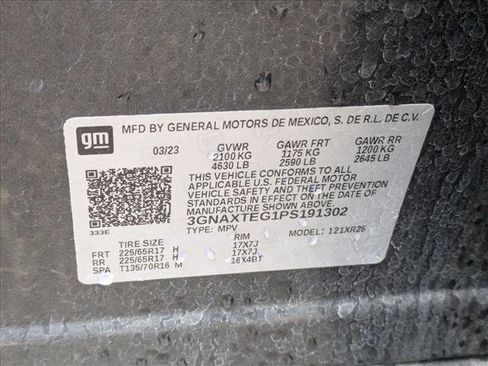 gm
MFD BY GENERAL MOTORS DE MEXICO, S. DE R.L. DE C.V.
03/23 GVWR GAWR FRT GAWR RR
2100 KG 1175 KG 1200 KG
4630 LB 2590 LB 2645 LB
THIS VEHICLE CONFORMS TO ALL
APPLICABLE U.S. FEDERAL MOTOR
VEHICLE SAFETY AND THEFT PREVENTION
STANDARDS IN EFFECT ON THE DATE OF
MANUFACTURE SHOWN ABOVE.
3GNAXTEG1PS191302
333E TYPE: MPV MODEL: 121XR26
TIRE SIZE RIM
FRT 225/65R17 H 17X7J
RR 225/65R17 H 17X7J
SPA T135/70R16 M 16X4BT